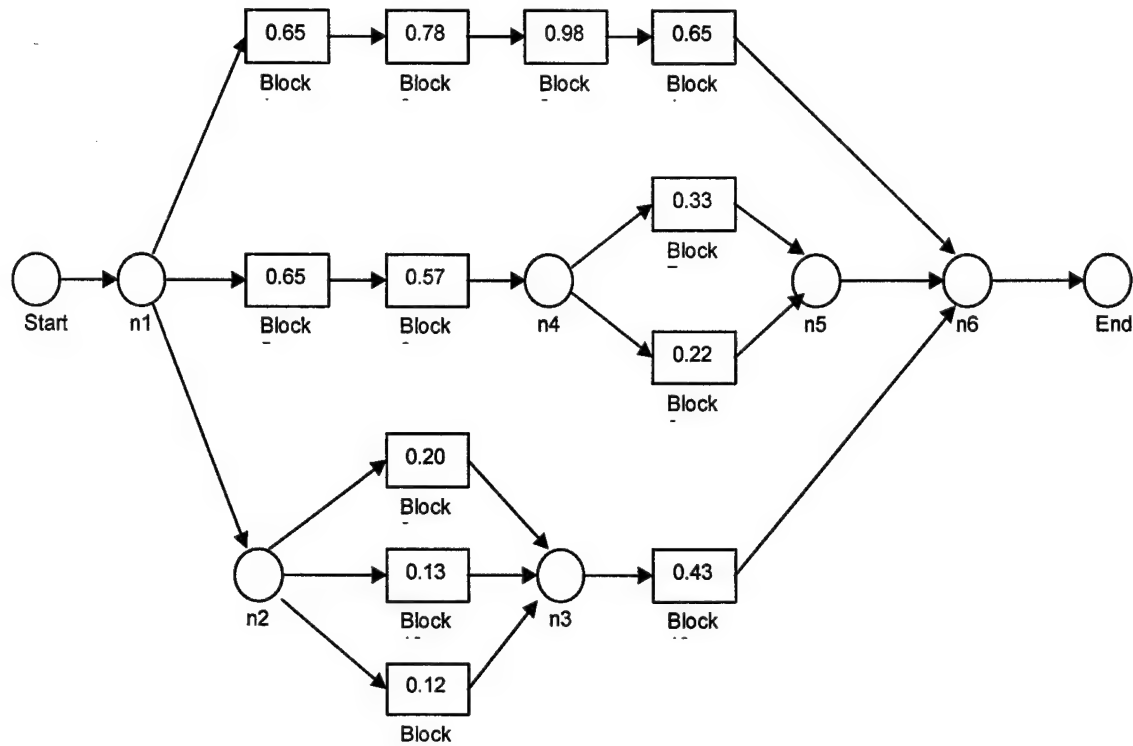 0.65 0.78 0.98 0.65
Block Block Block Block
0.33
Block
0.65 0.57
Start n1 Block Block n4 n5 n6 End
0.22
Block
0.20
Block
0.13 0.43
n2 Block n3 Block
0.12
Block